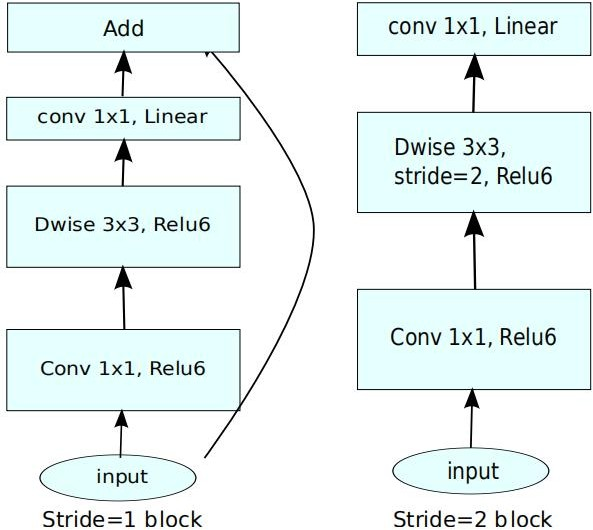 Add
conv 1x1, Linear
Dwise 3x3, Relu6
Conv 1x1, Relu6
input
Stride=1 block
conv 1x1, Linear
Dwise 3x3,
stride=2, Relu6
Conv 1x1, Relu6
input
Stride=2 block